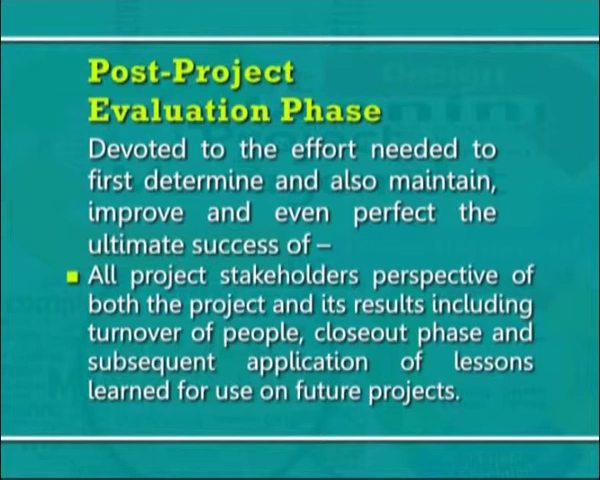 Post-Project
Evaluation Phase
Devoted to the effort needed to
first determine and also maintain,
improve and even perfect the
ultimate success of –
All project stakeholders perspective of
both the project and its results including
turnover of people, closeout phase and
subsequent application of lessons
learned for use on future projects.